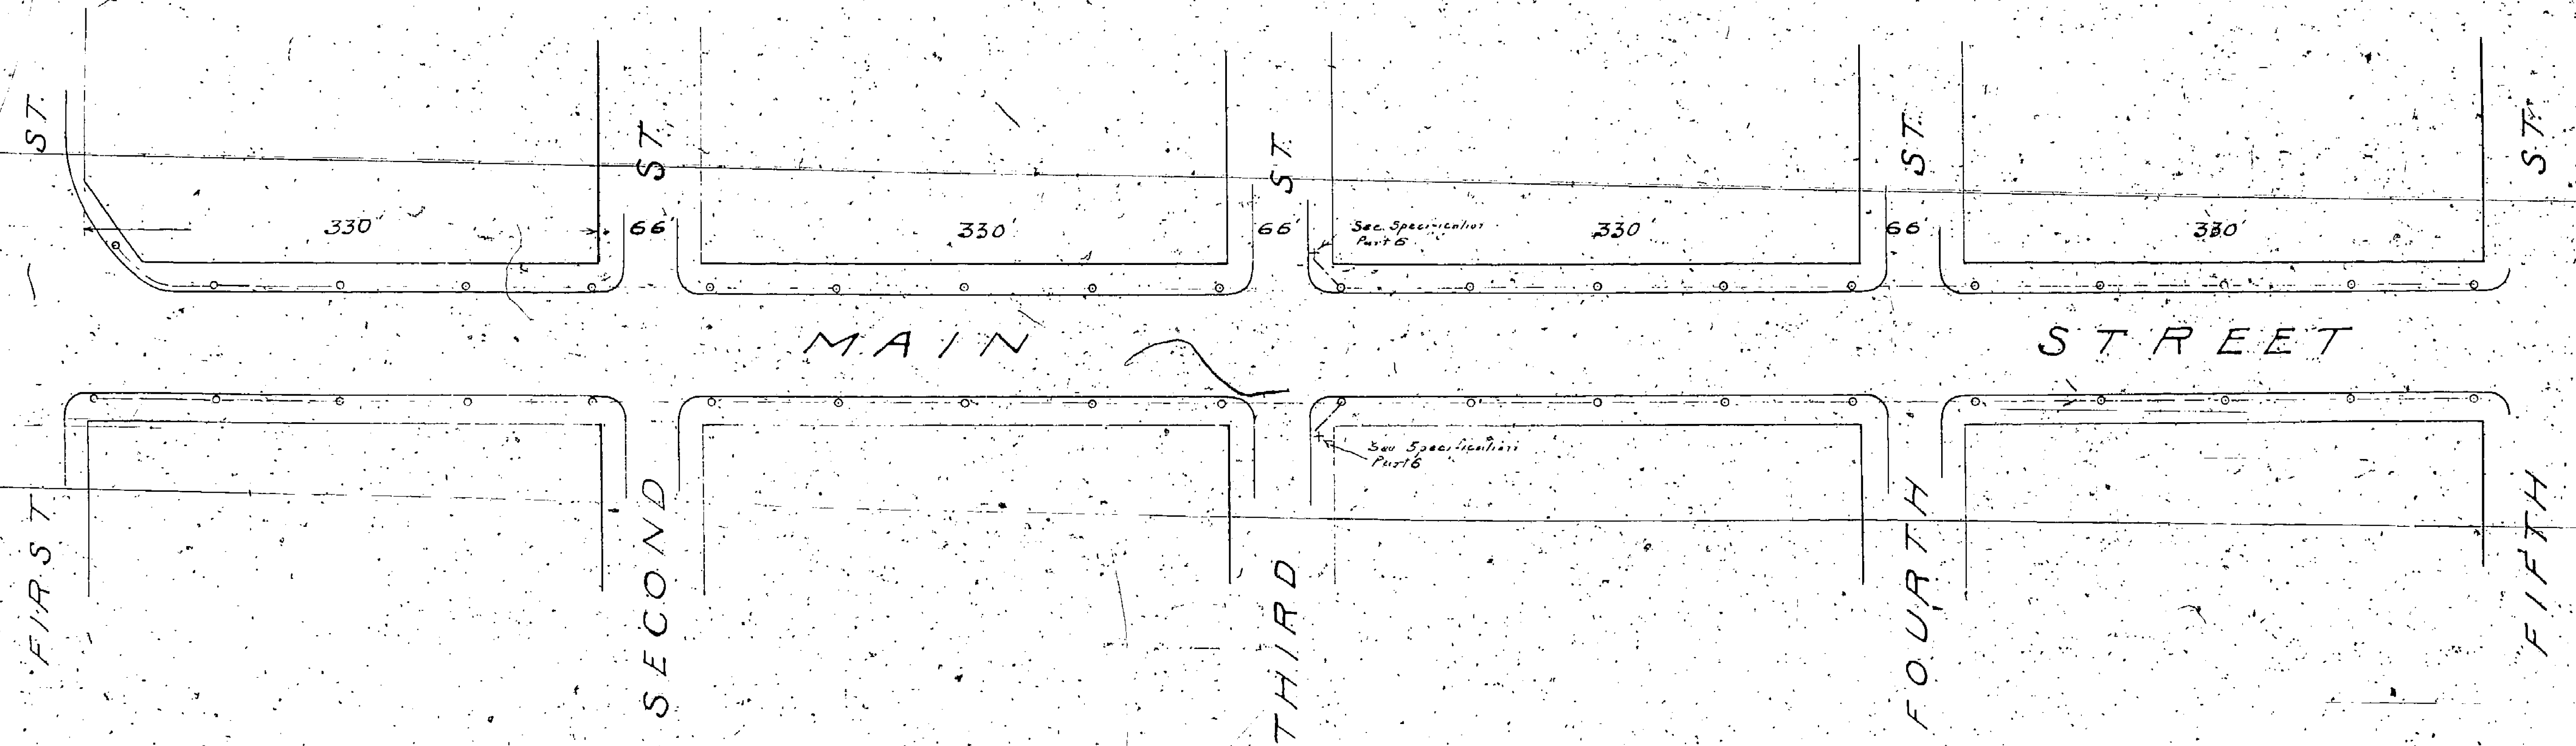 ST.
ST.
ST.
ST.
ST.
330'
66'
330'
66'
See Specification
Part 6
330'
66'
330'
MAIN STREET
See Specification
Part 6
FIRST
SECOND
THIRD
FOURTH
FIFTH